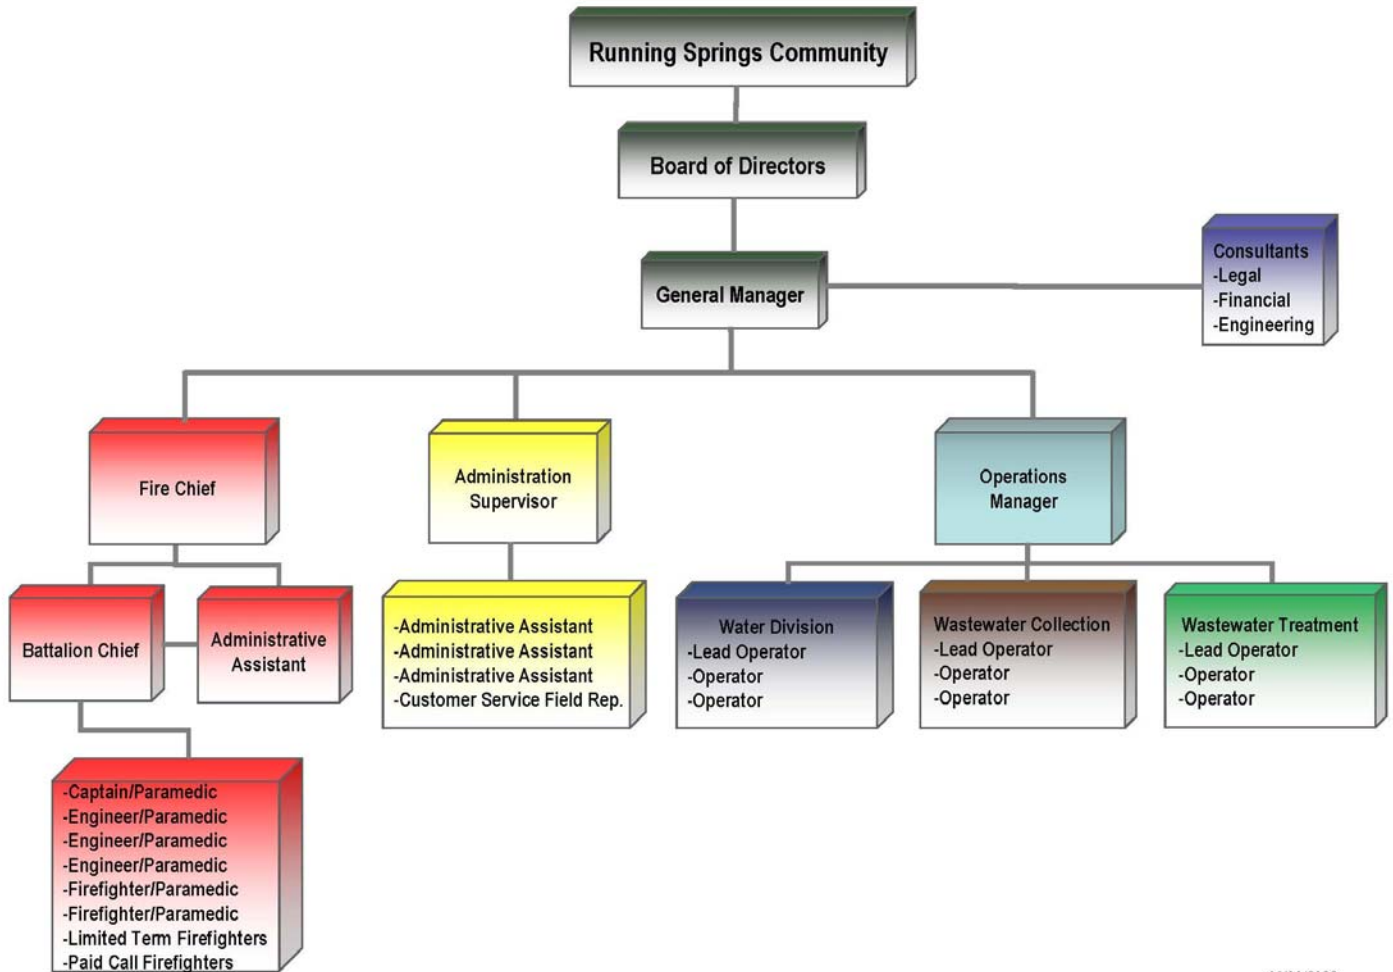 Running Springs Community
Board of Directors
General Manager
Consultants
-Legal
-Financial
-Engineering
Fire Chief
Administration
Supervisor
Operations
Manager
Battalion Chief
Administrative
Assistant
-Administrative Assistant
-Administrative Assistant
-Administrative Assistant
-Customer Service Field Rep.
Water Division
-Lead Operator
-Operator
-Operator
Wastewater Collection
-Lead Operator
-Operator
-Operator
Wastewater Treatment
-Lead Operator
-Operator
-Operator
-Captain/Paramedic
-Engineer/Paramedic
-Engineer/Paramedic
-Engineer/Paramedic
-Firefighter/Paramedic
-Firefighter/Paramedic
-Limited Term Firefighters
-Paid Call Firefighters